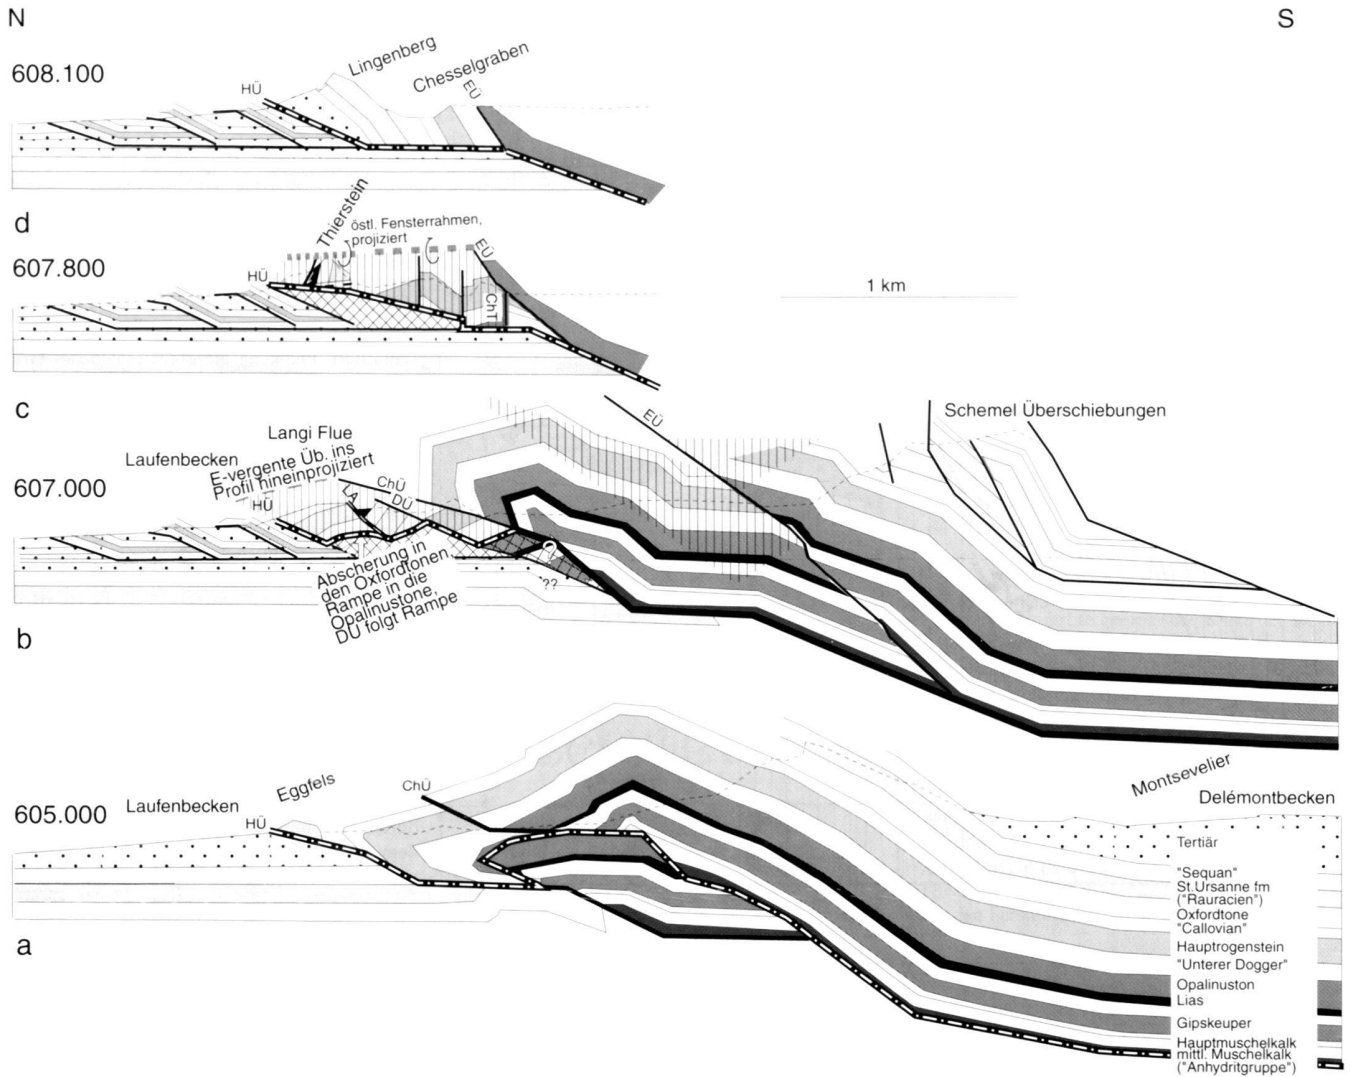 N
S
608.100
HÜ
Lingenberg
Chesselgraben
EÜ
d
607.800
HÜ
Thierstein
östl. Fensterrahmen,
projiziert
EÜ
ChT
1 km
c
607.000
Laufenbecken
Langi Flue
E-vergente Üb. ins
Profil hineinprojiziert
HÜ
LA
ChÜ
DÜ
EÜ
Schemel Überschiebungen
Abscherung in
den Oxfordtonen,
Rampe in die
Opalinustone,
DÜ folgt Rampe
?
??
b
605.000
Laufenbecken
Eggfels
HÜ
ChÜ
Montsevelier
Delémontbecken
Tertiär
"Sequan"
St.Ursanne fm
("Rauracien")
Oxfordtone
"Callovian"
Hauptrogenstein
"Unterer Dogger"
Opalinuston
Lias
Gipskeuper
Hauptmuschelkalk
mittl. Muschelkalk
("Anhydritgruppe")
a